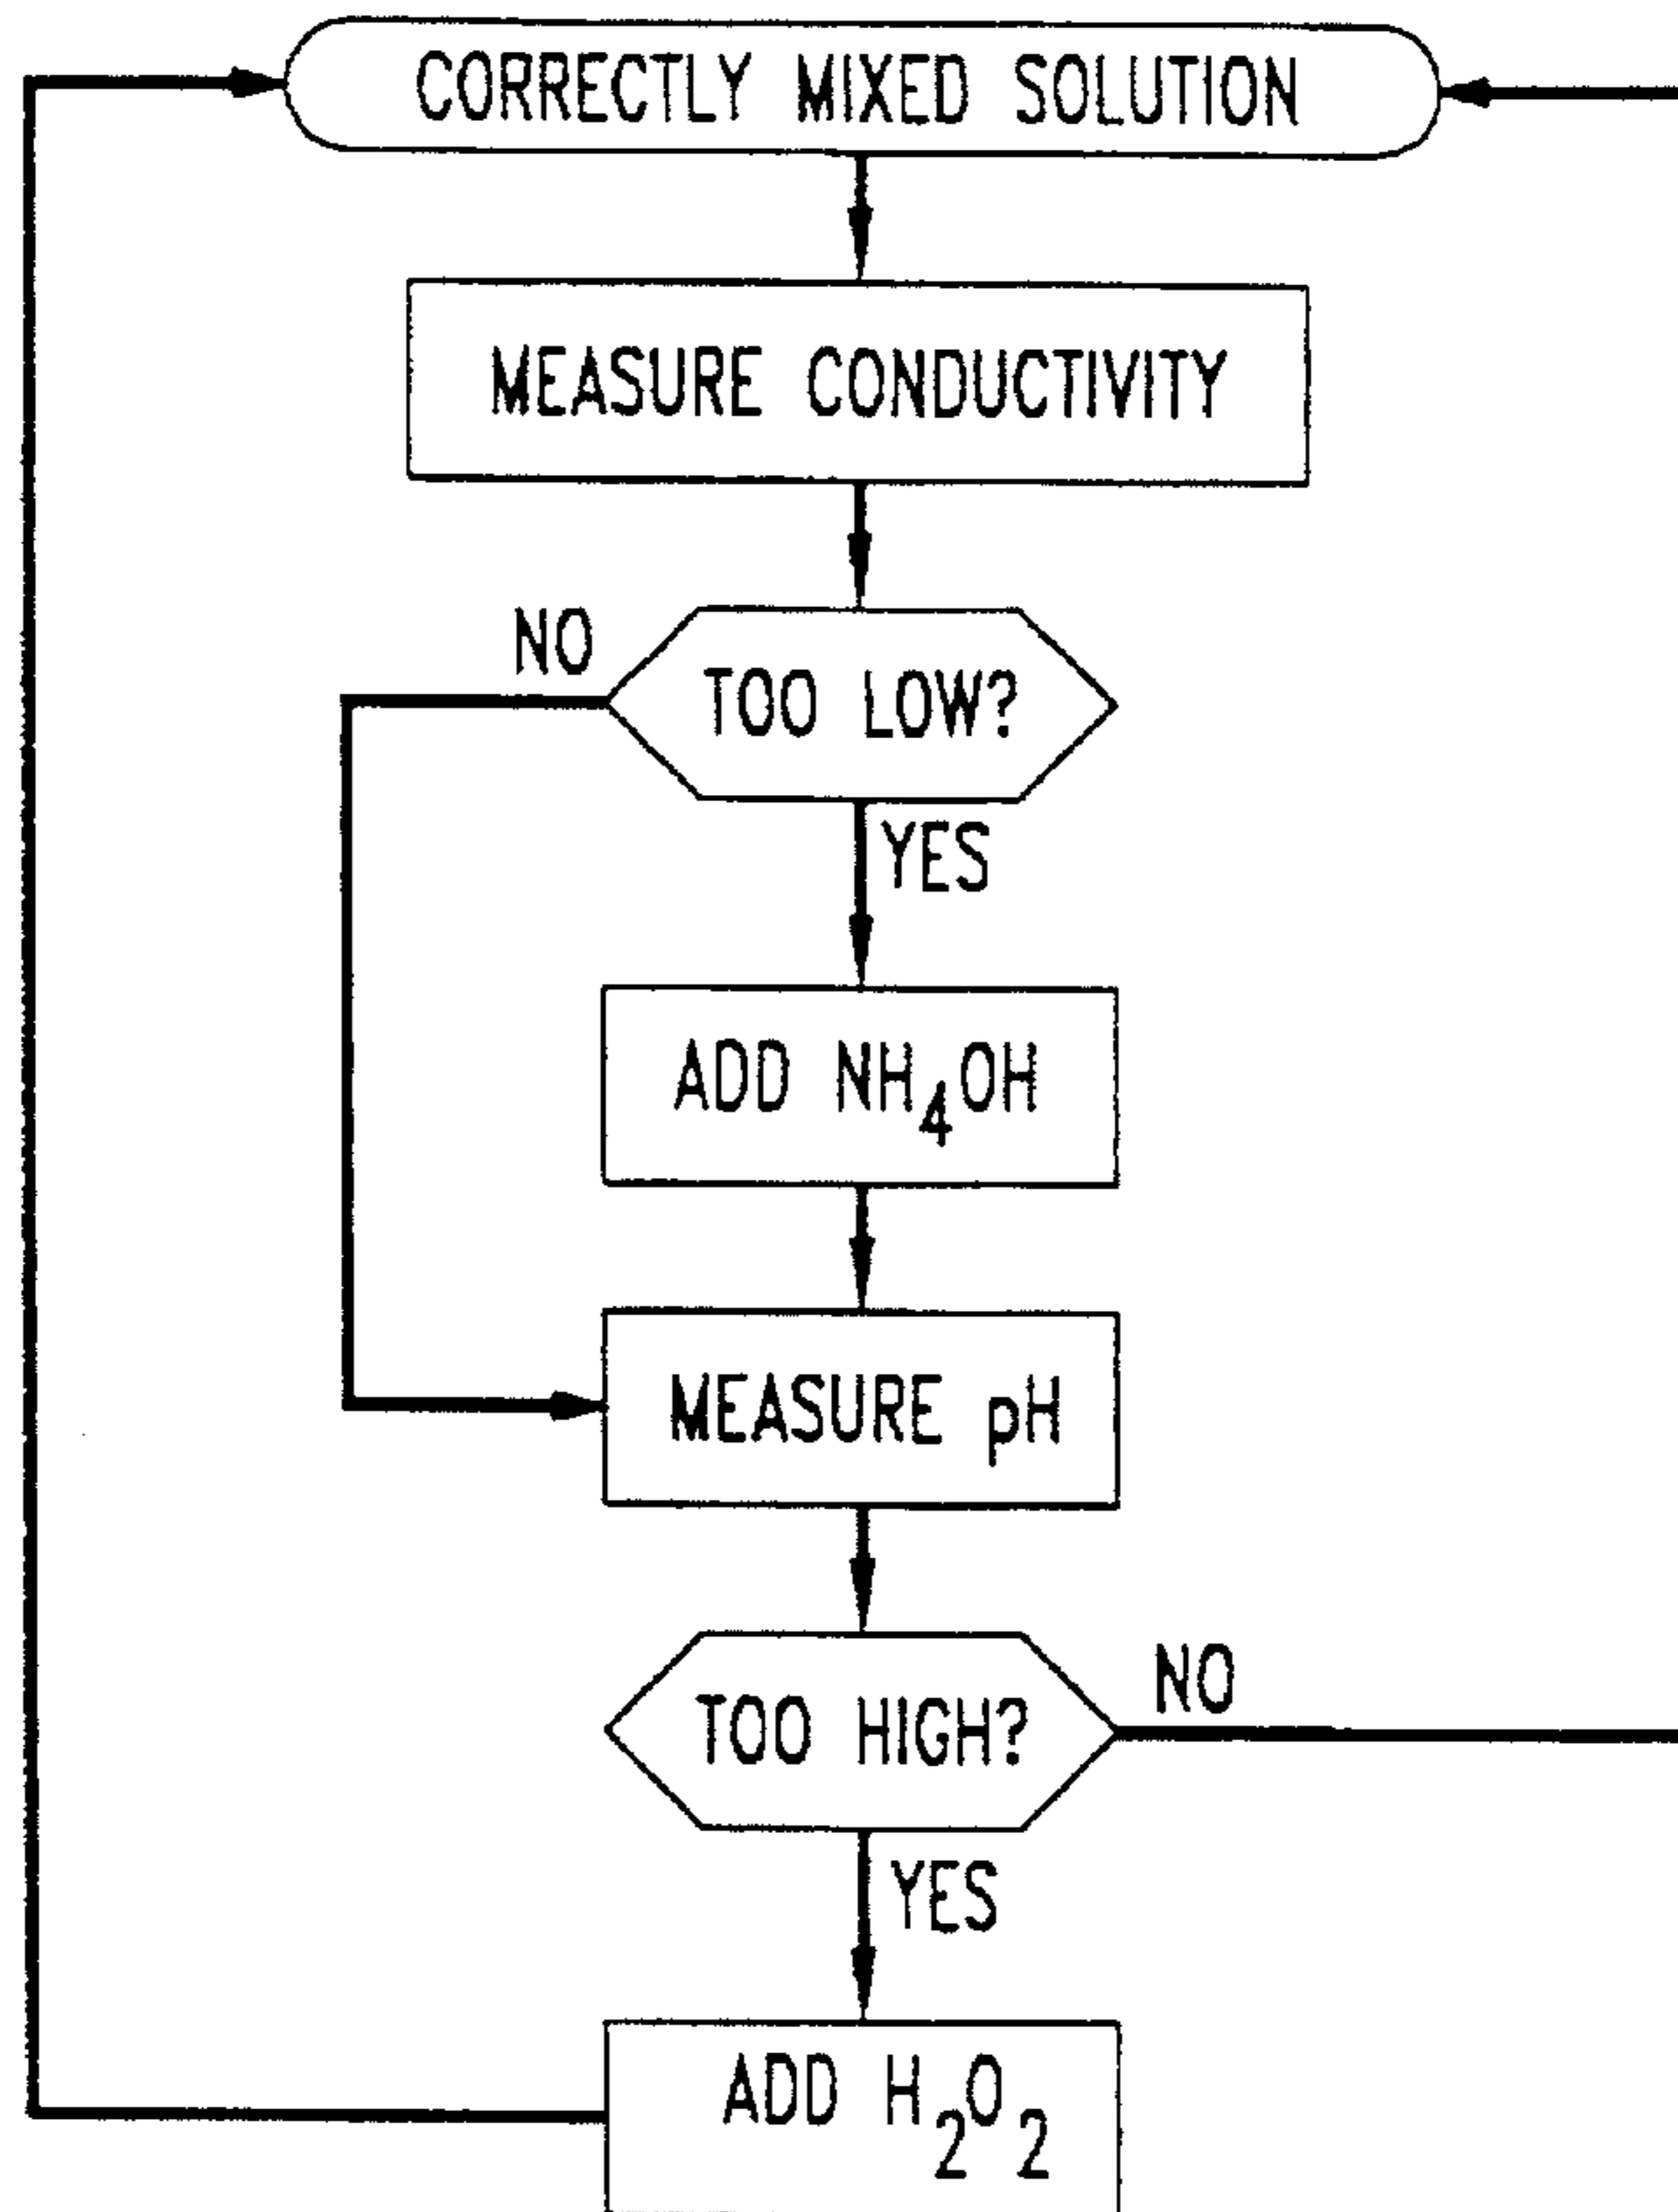 CORRECTLY MIXED SOLUTION
MEASURE CONDUCTIVITY
NO
TOO LOW?
YES
ADD NH₄OH
MEASURE pH
NO
TOO HIGH?
YES
ADD H₂O₂